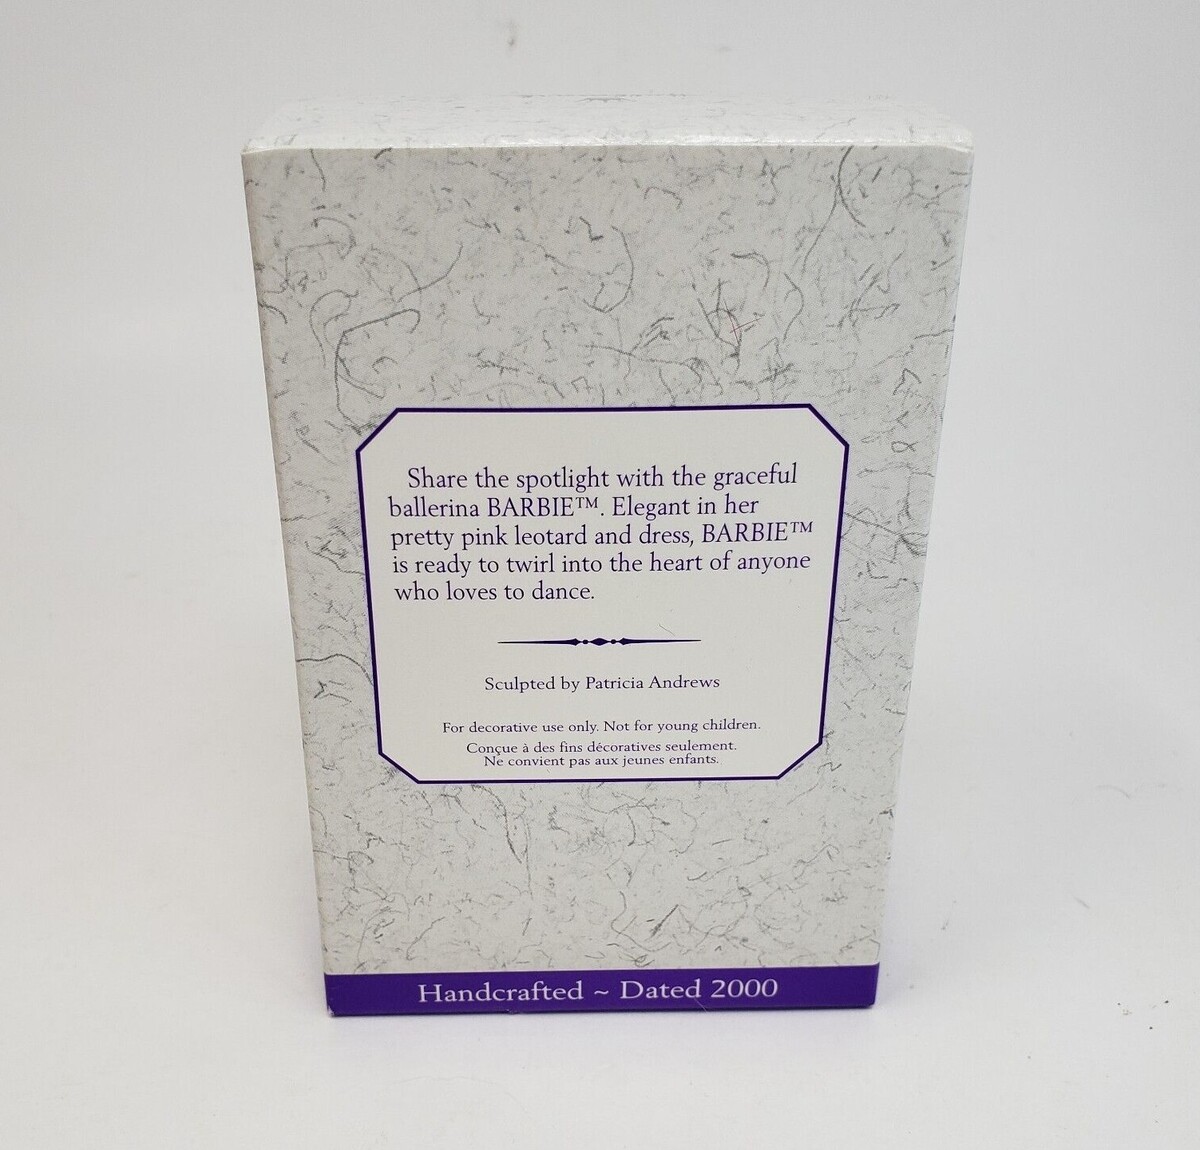 Share the spotlight with the graceful
ballerina BARBIE™. Elegant in her
pretty pink leotard and dress, BARBIE™
is ready to twirl into the heart of anyone
who loves to dance.
Sculpted by Patricia Andrews
For decorative use only. Not for young children.
Conçue à des fins décoratives seulement.
Ne convient pas aux jeunes enfants.
Handcrafted ~ Dated 2000